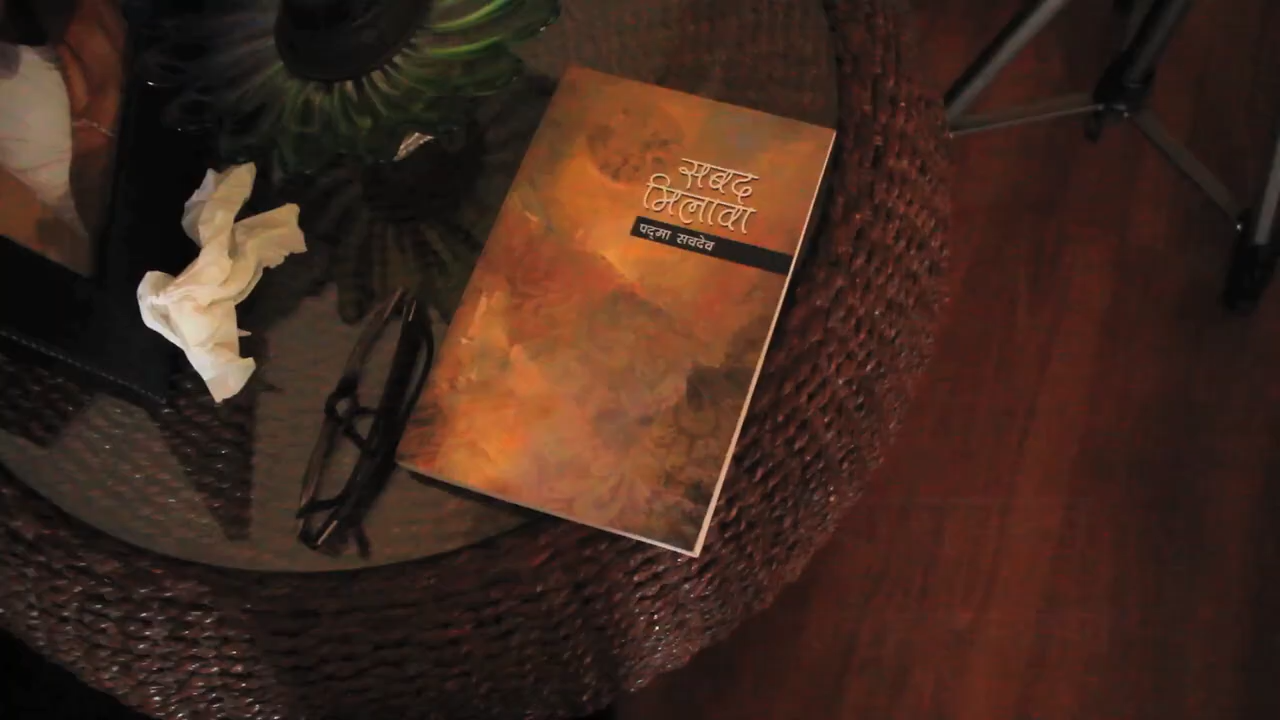 सबद
मिलावा
पद्मा सचदेव